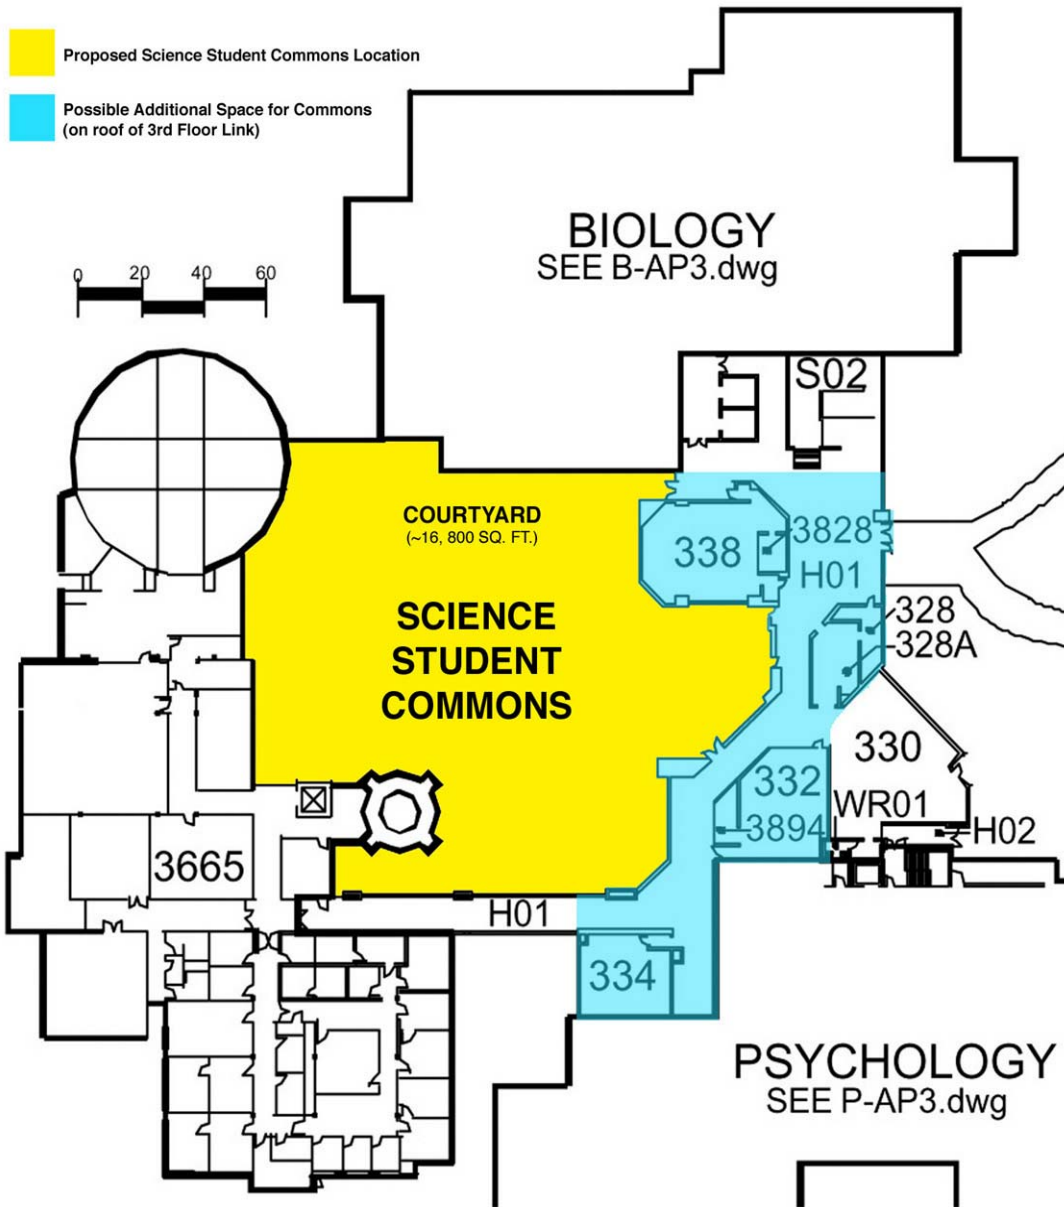 Proposed Science Student Commons Location
Possible Additional Space for Commons
(on roof of 3rd Floor Link)
BIOLOGY
SEE B-AP3.dwg
0 20 40 60
S02
COURTYARD
(~16, 800 SQ. FT.)
338
3828
H01
SCIENCE
STUDENT
COMMONS
328
328A
330
332
WR01
3894
H02
3665
H01
334
PSYCHOLOGY
SEE P-AP3.dwg